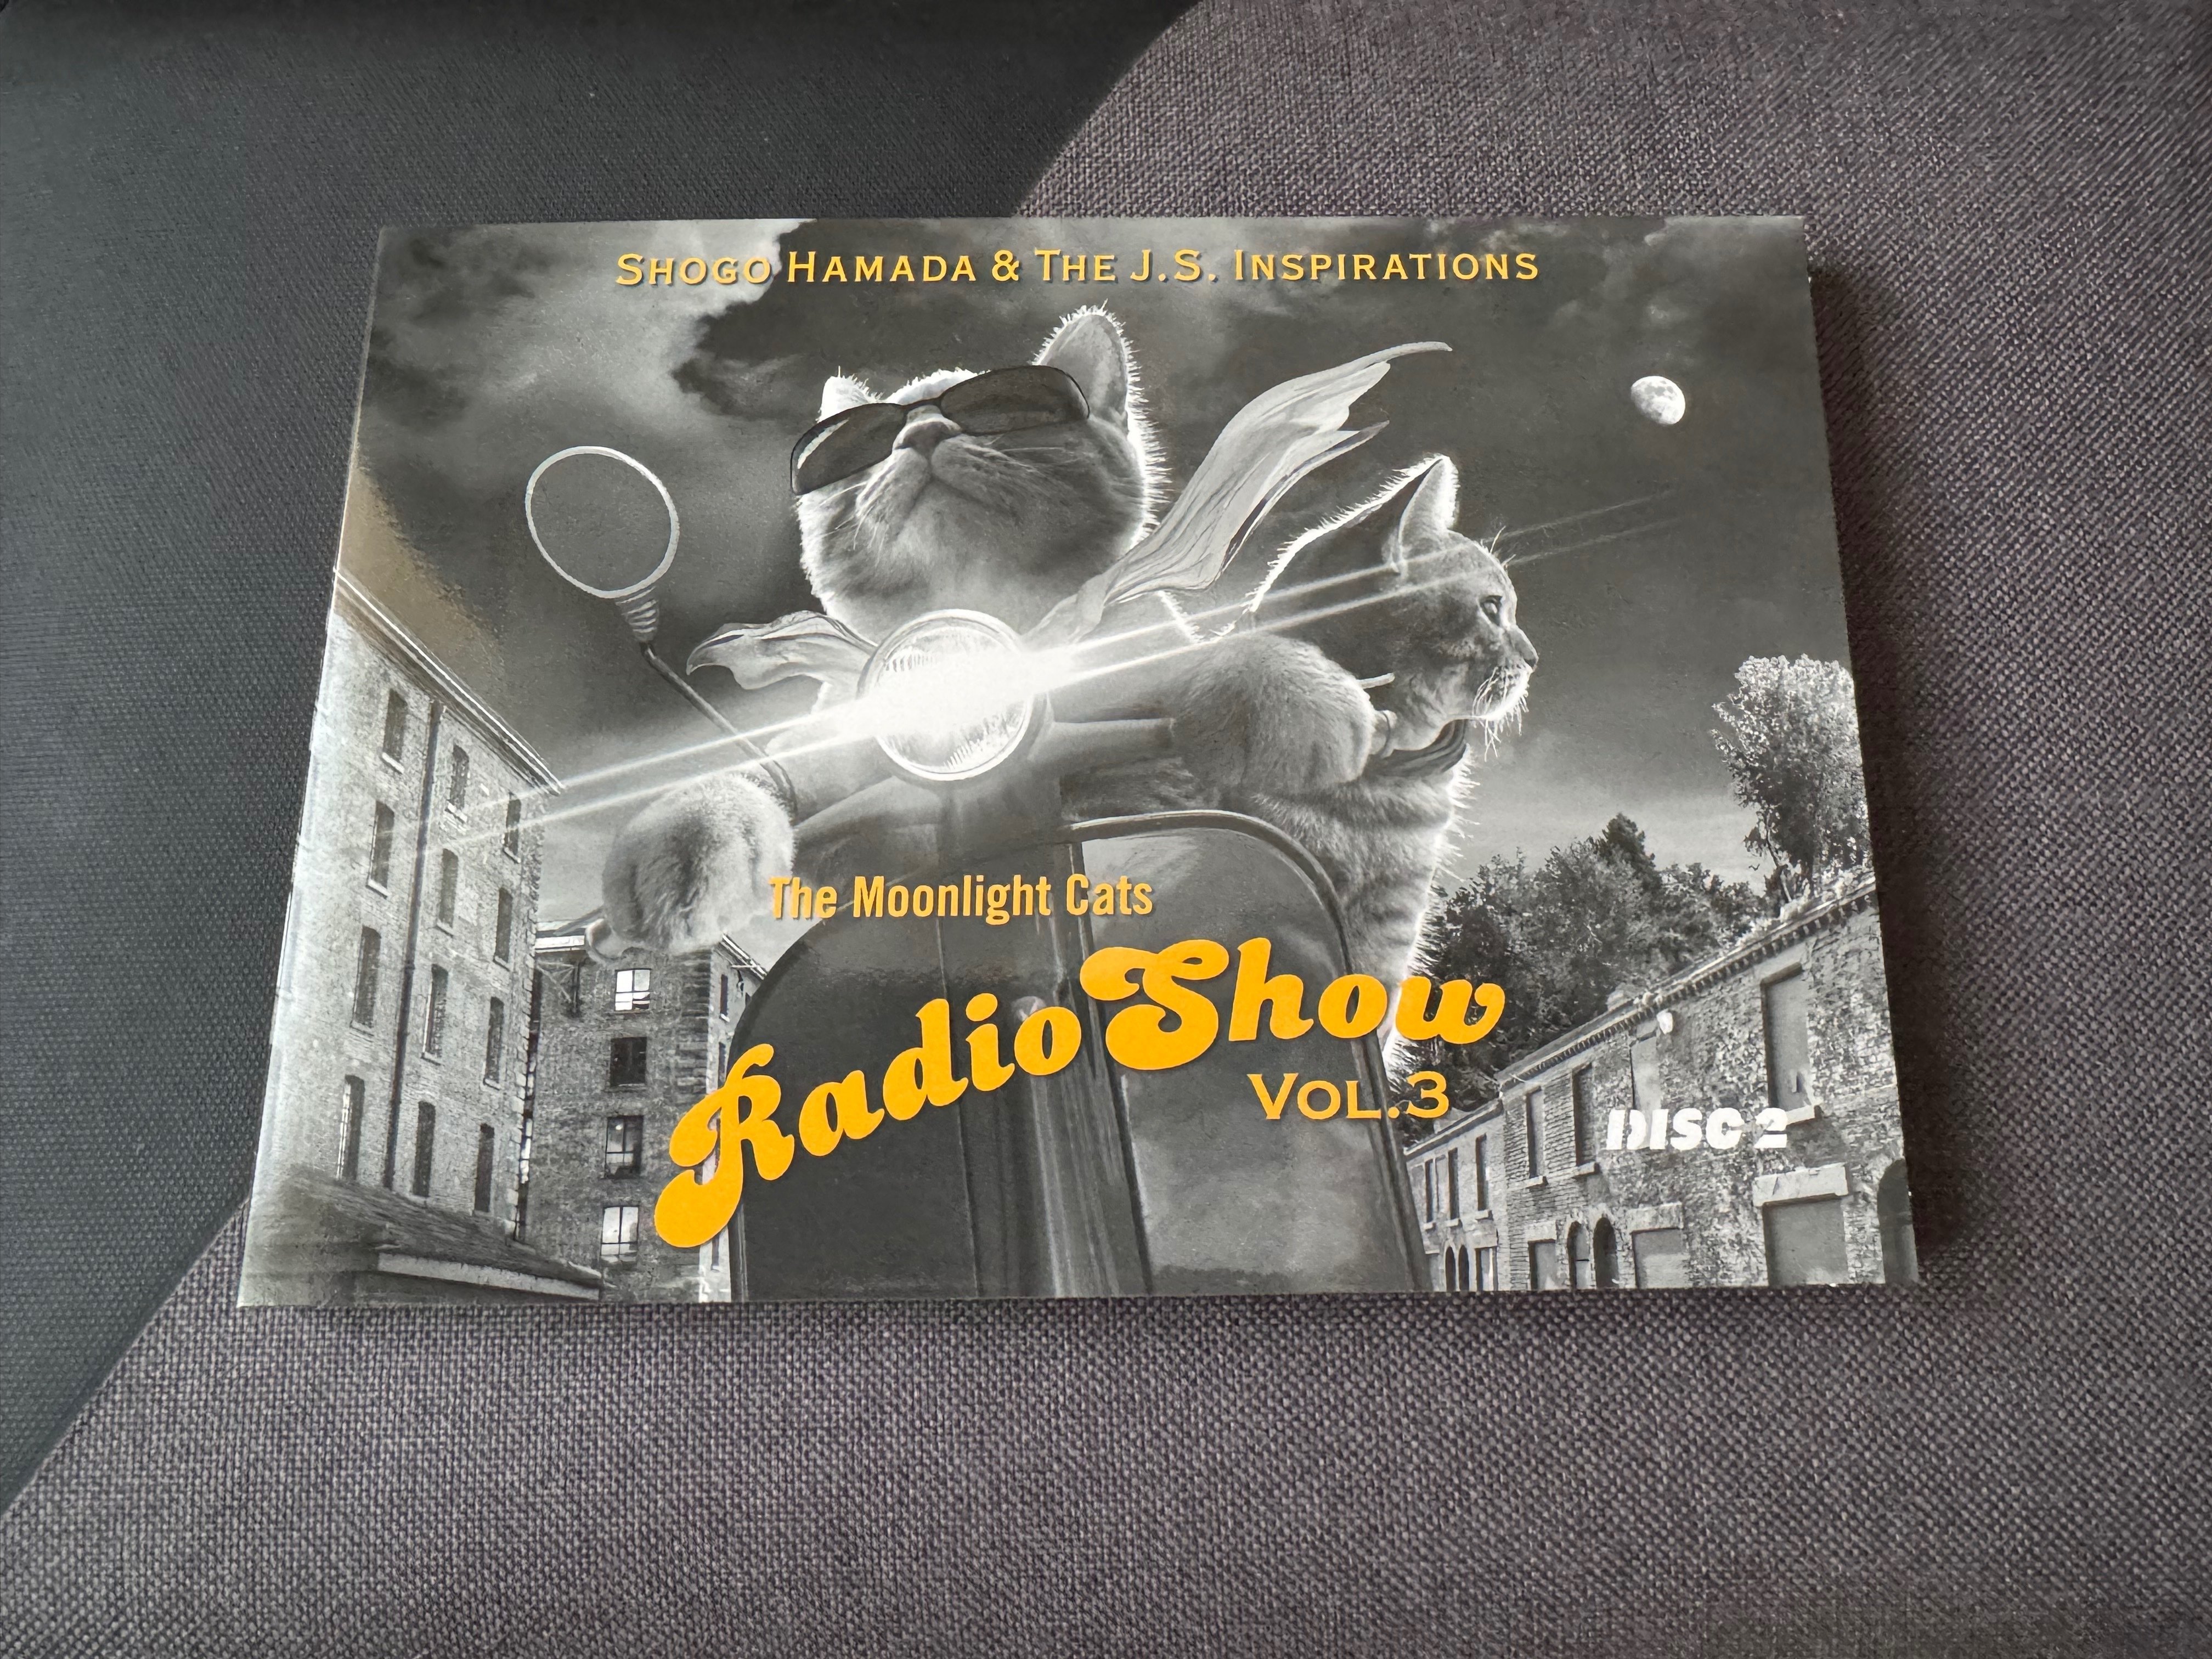 SHOGO HAMADA & THE J.S. INSPIRATIONS
The Moonlight Cats
Radio Show
VOL.3
DISC 2